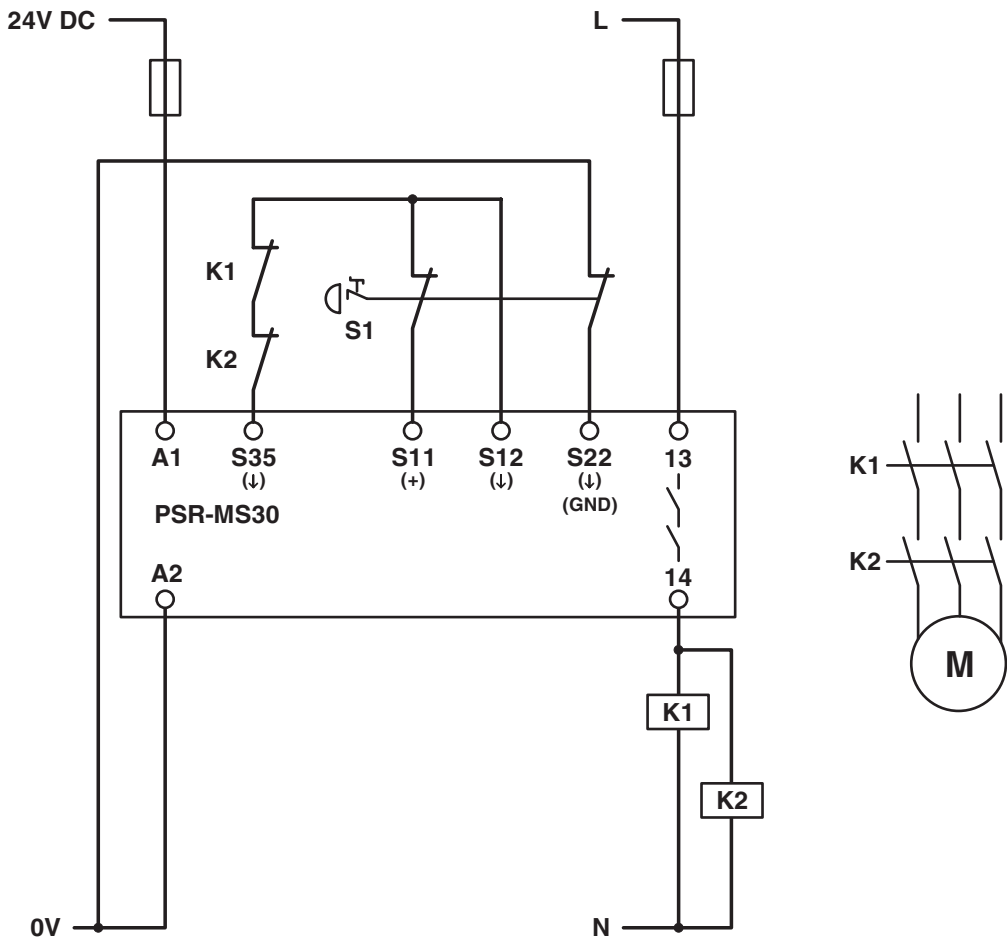 24V DC
L
K1
S1
K2
A1
S35
(↓)
S11
(+)
S12
(↓)
S22
(↓)
(GND)
13
PSR-MS30
A2
14
K1
K2
0V
N
K1
K2
M